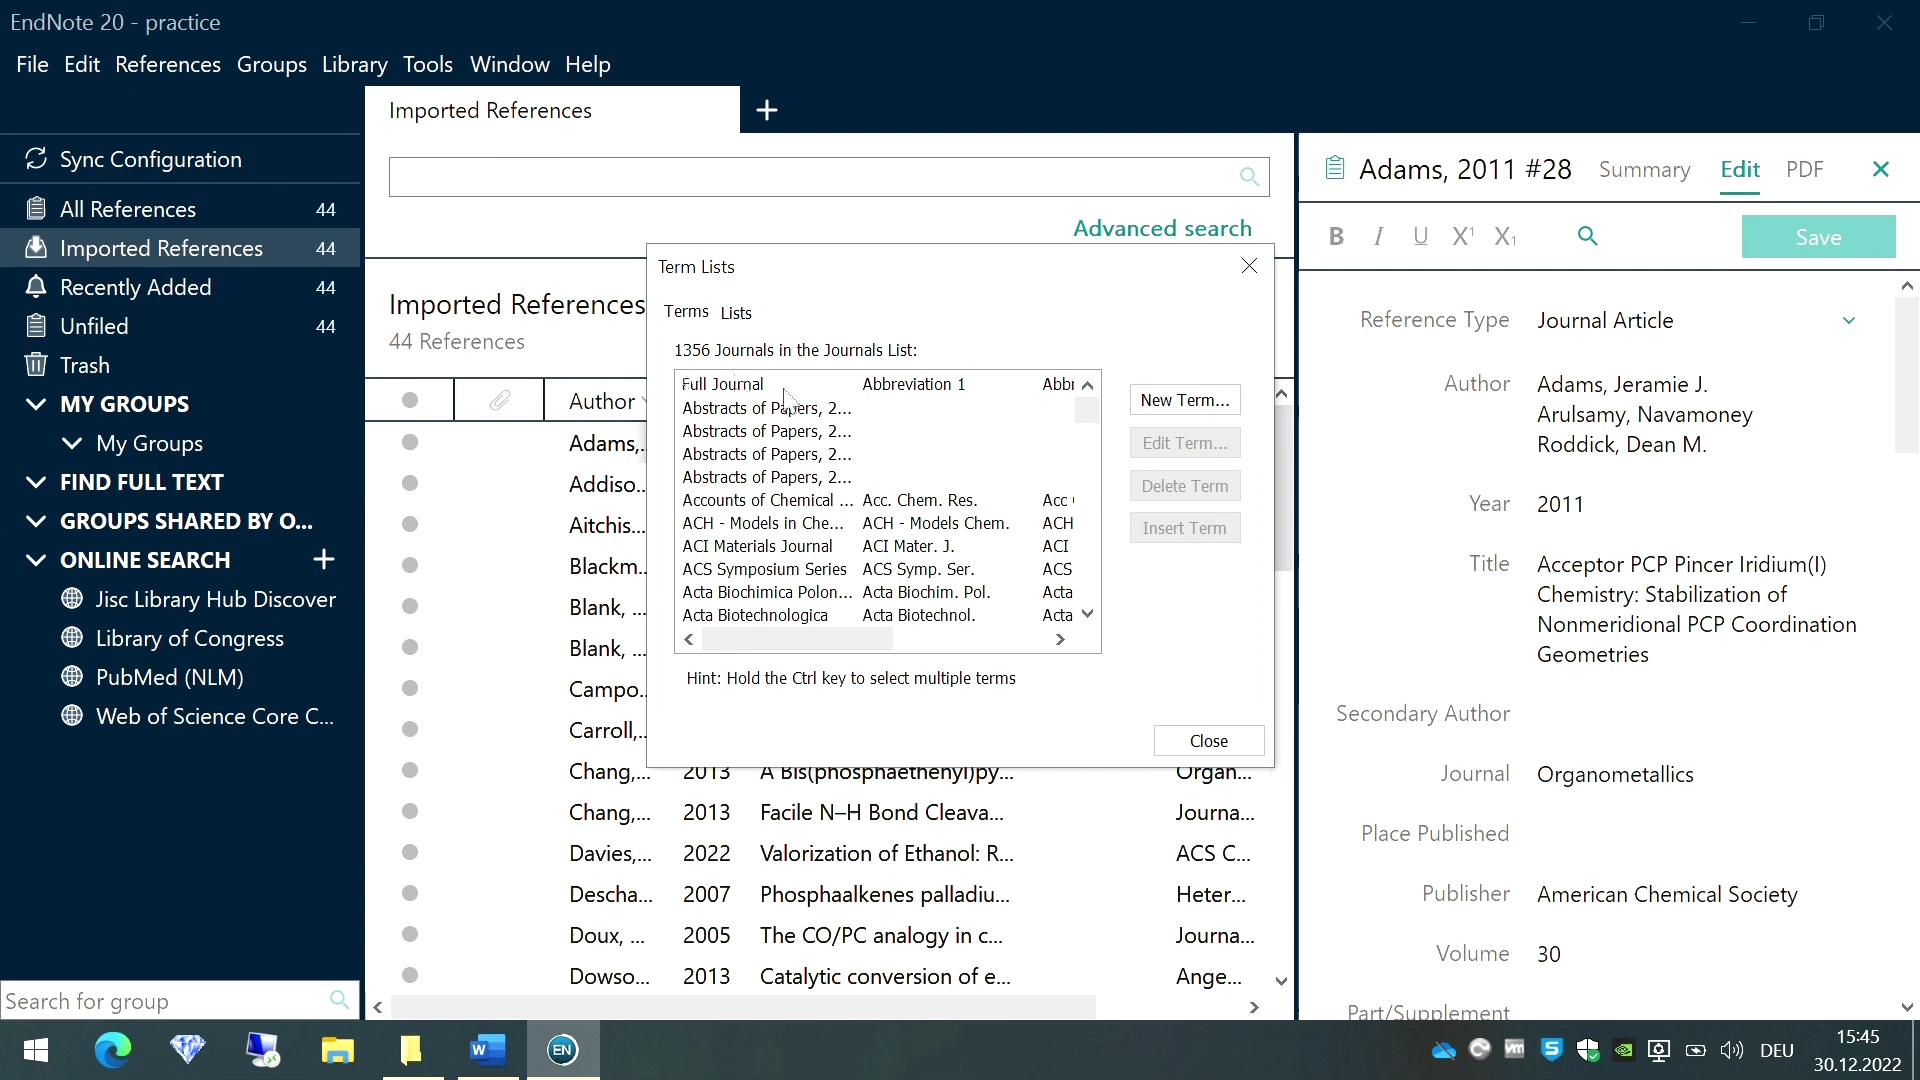 EndNote 20 - practice
File Edit References Groups Library Tools Window Help
Imported References
Sync Configuration
All References 44
Imported References 44
Recently Added 44
Unfiled 44
Trash
MY GROUPS
My Groups
FIND FULL TEXT
GROUPS SHARED BY O...
ONLINE SEARCH +
Jisc Library Hub Discover
Library of Congress
PubMed (NLM)
Web of Science Core C...
Search for group
Advanced search
Imported References
44 References
Author
Adams,...
Addiso...
Aitchis...
Blackm...
Blank, ...
Blank, ...
Campo...
Carroll,...
Chang,... 2013 A Bis(phosphaethenyl)py... Organ...
Chang,... 2013 Facile N–H Bond Cleava... Journa...
Davies,... 2022 Valorization of Ethanol: R... ACS C...
Descha... 2007 Phosphaalkenes palladiu... Heter...
Doux, ... 2005 The CO/PC analogy in c... Journa...
Dowso... 2013 Catalytic conversion of e... Ange...
Term Lists
Terms Lists
1356 Journals in the Journals List:
Full Journal Abbreviation 1 Abbr
Abstracts of Papers, 2...
Abstracts of Papers, 2...
Abstracts of Papers, 2...
Abstracts of Papers, 2...
Accounts of Chemical ... Acc. Chem. Res. Acc
ACH - Models in Che... ACH - Models Chem. ACH
ACI Materials Journal ACI Mater. J. ACI
ACS Symposium Series ACS Symp. Ser. ACS
Acta Biochimica Polon... Acta Biochim. Pol. Acta
Acta Biotechnologica Acta Biotechnol. Acta
New Term...
Edit Term...
Delete Term
Insert Term
Hint: Hold the Ctrl key to select multiple terms
Close
Adams, 2011 #28 Summary Edit PDF
B I U X¹ X₁ Save
Reference Type Journal Article
Author Adams, Jeramie J.
Arulsamy, Navamoney
Roddick, Dean M.
Year 2011
Title Acceptor PCP Pincer Iridium(I)
Chemistry: Stabilization of
Nonmeridional PCP Coordination
Geometries
Secondary Author
Journal Organometallics
Place Published
Publisher American Chemical Society
Volume 30
Part/Supplement
EN
vm
DEU
15:45
30.12.2022